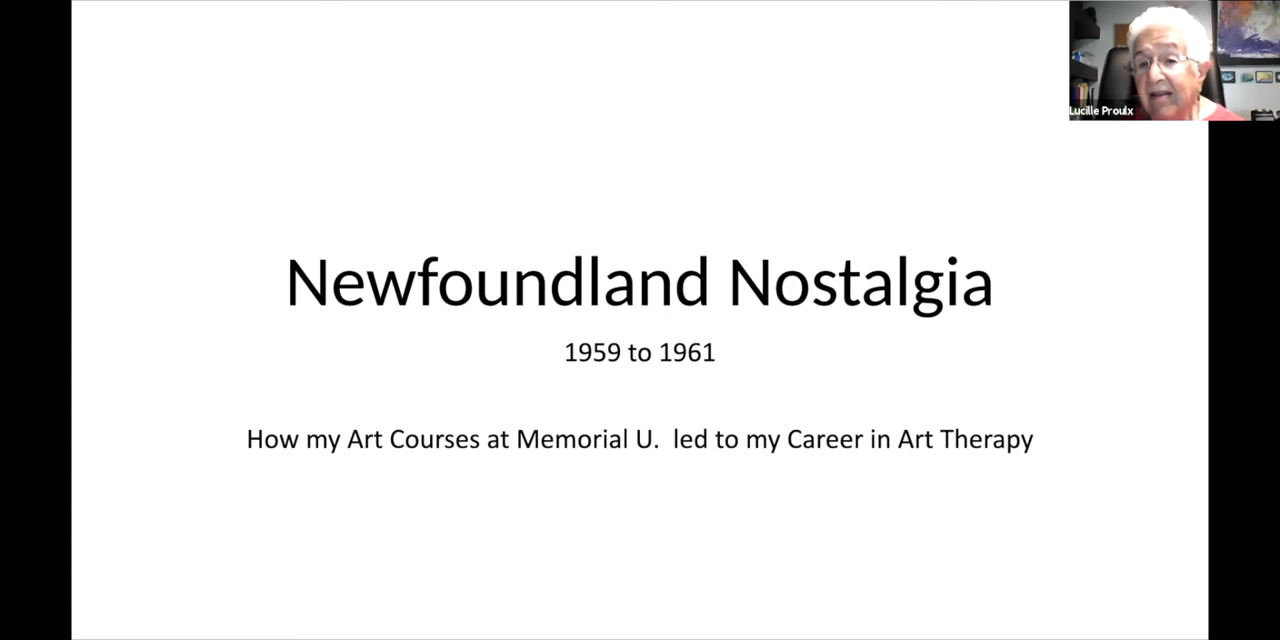 Lucille Proulx
Newfoundland Nostalgia
1959 to 1961
How my Art Courses at Memorial U.  led to my Career in Art Therapy